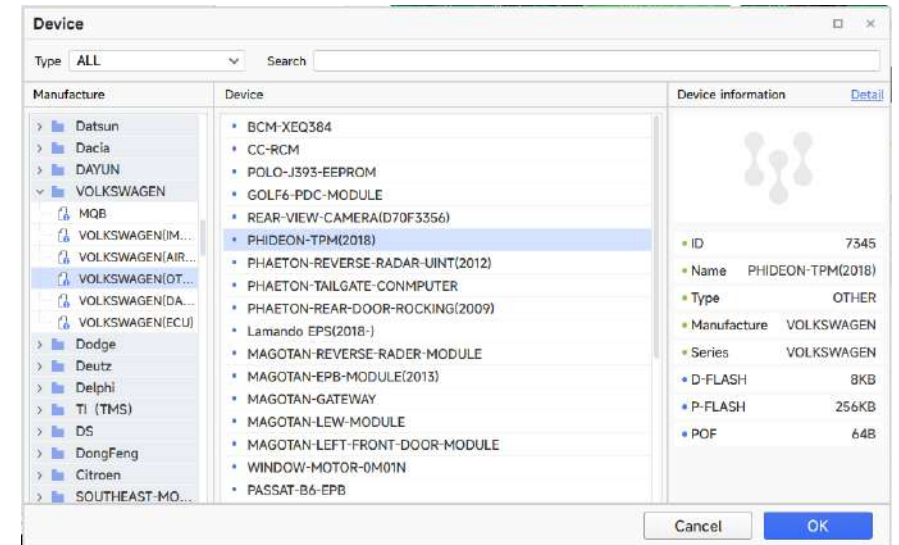 Device
Type ALL Search
Manufacture
Datsun
Dacia
DAYUN
VOLKSWAGEN
MQB
VOLKSWAGEN(IM...
VOLKSWAGEN(AIR...
VOLKSWAGEN(OT...
VOLKSWAGEN(DA...
VOLKSWAGEN(ECU)
Dodge
Deutz
Delphi
TI (TMS)
DS
DongFeng
Citroen
SOUTHEAST-MO...
Device
BCM-XEQ384
CC-RCM
POLO-J393-EEPROM
GOLF6-PDC-MODULE
REAR-VIEW-CAMERA(D70F3356)
PHIDEON-TPM(2018)
PHAETON-REVERSE-RADAR-UINT(2012)
PHAETON-TAILGATE-CONMPUTER
PHAETON-REAR-DOOR-ROCKING(2009)
Lamando EPS(2018-)
MAGOTAN-REVERSE-RADER-MODULE
MAGOTAN-EPB-MODULE(2013)
MAGOTAN-GATEWAY
MAGOTAN-LEW-MODULE
MAGOTAN-LEFT-FRONT-DOOR-MODULE
WINDOW-MOTOR-0M01N
PASSAT-B6-EPB
Device information Detail
ID 7345
Name PHIDEON-TPM(2018)
Type OTHER
Manufacture VOLKSWAGEN
Series VOLKSWAGEN
D-FLASH 8KB
P-FLASH 256KB
POF 64B
Cancel OK